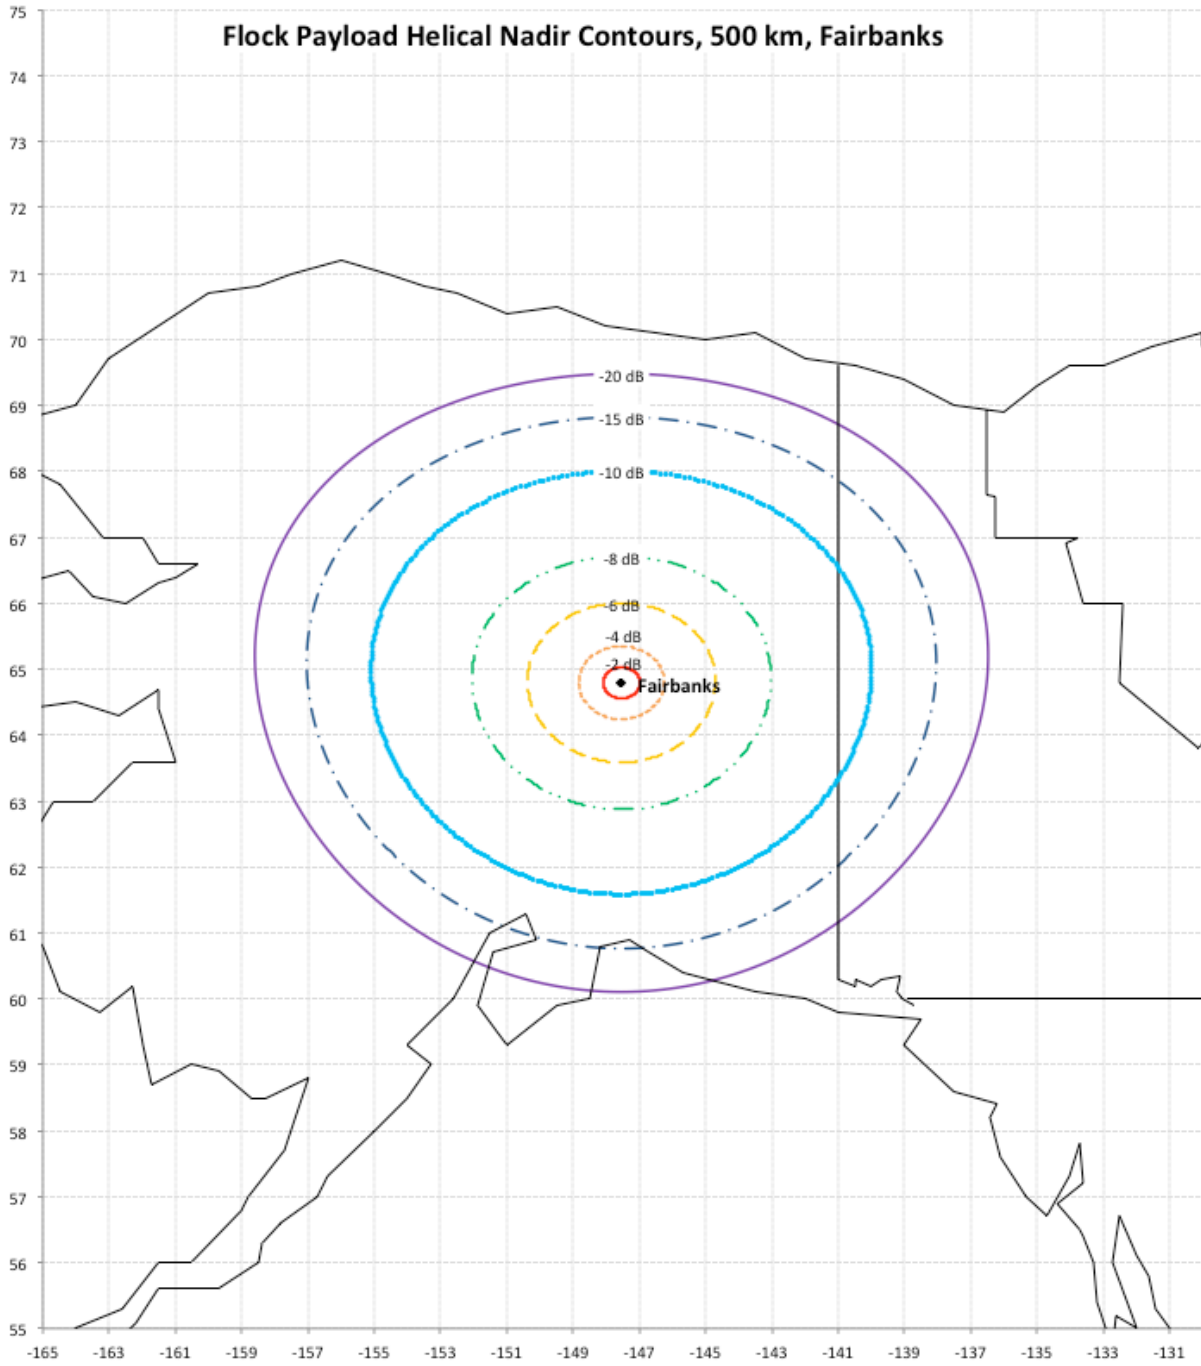 75
Flock Payload Helical Nadir Contours, 500 km, Fairbanks
74
73
72
71
70
69
68
67
66
65
64
63
62
61
60
59
58
57
56
55
-20 dB
-15 dB
-10 dB
-8 dB
-6 dB
-4 dB
-2 dB
Fairbanks
-165 -163 -161 -159 -157 -155 -153 -151 -149 -147 -145 -143 -141 -139 -137 -135 -133 -131